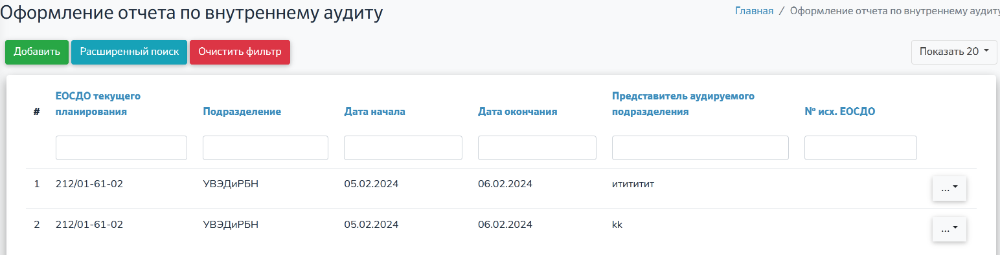 Оформление отчета по внутреннему аудиту
Главная / Оформление отчета по внутреннему аудиту
Добавить Расширенный поиск Очистить фильтр Показать 20
# ЕОСДО текущего планирования Подразделение Дата начала Дата окончания Представитель аудируемого подразделения № исх. ЕОСДО
1 212/01-61-02 УВЭДиРБН 05.02.2024 06.02.2024 итититит ...
2 212/01-61-02 УВЭДиРБН 05.02.2024 06.02.2024 kk ...